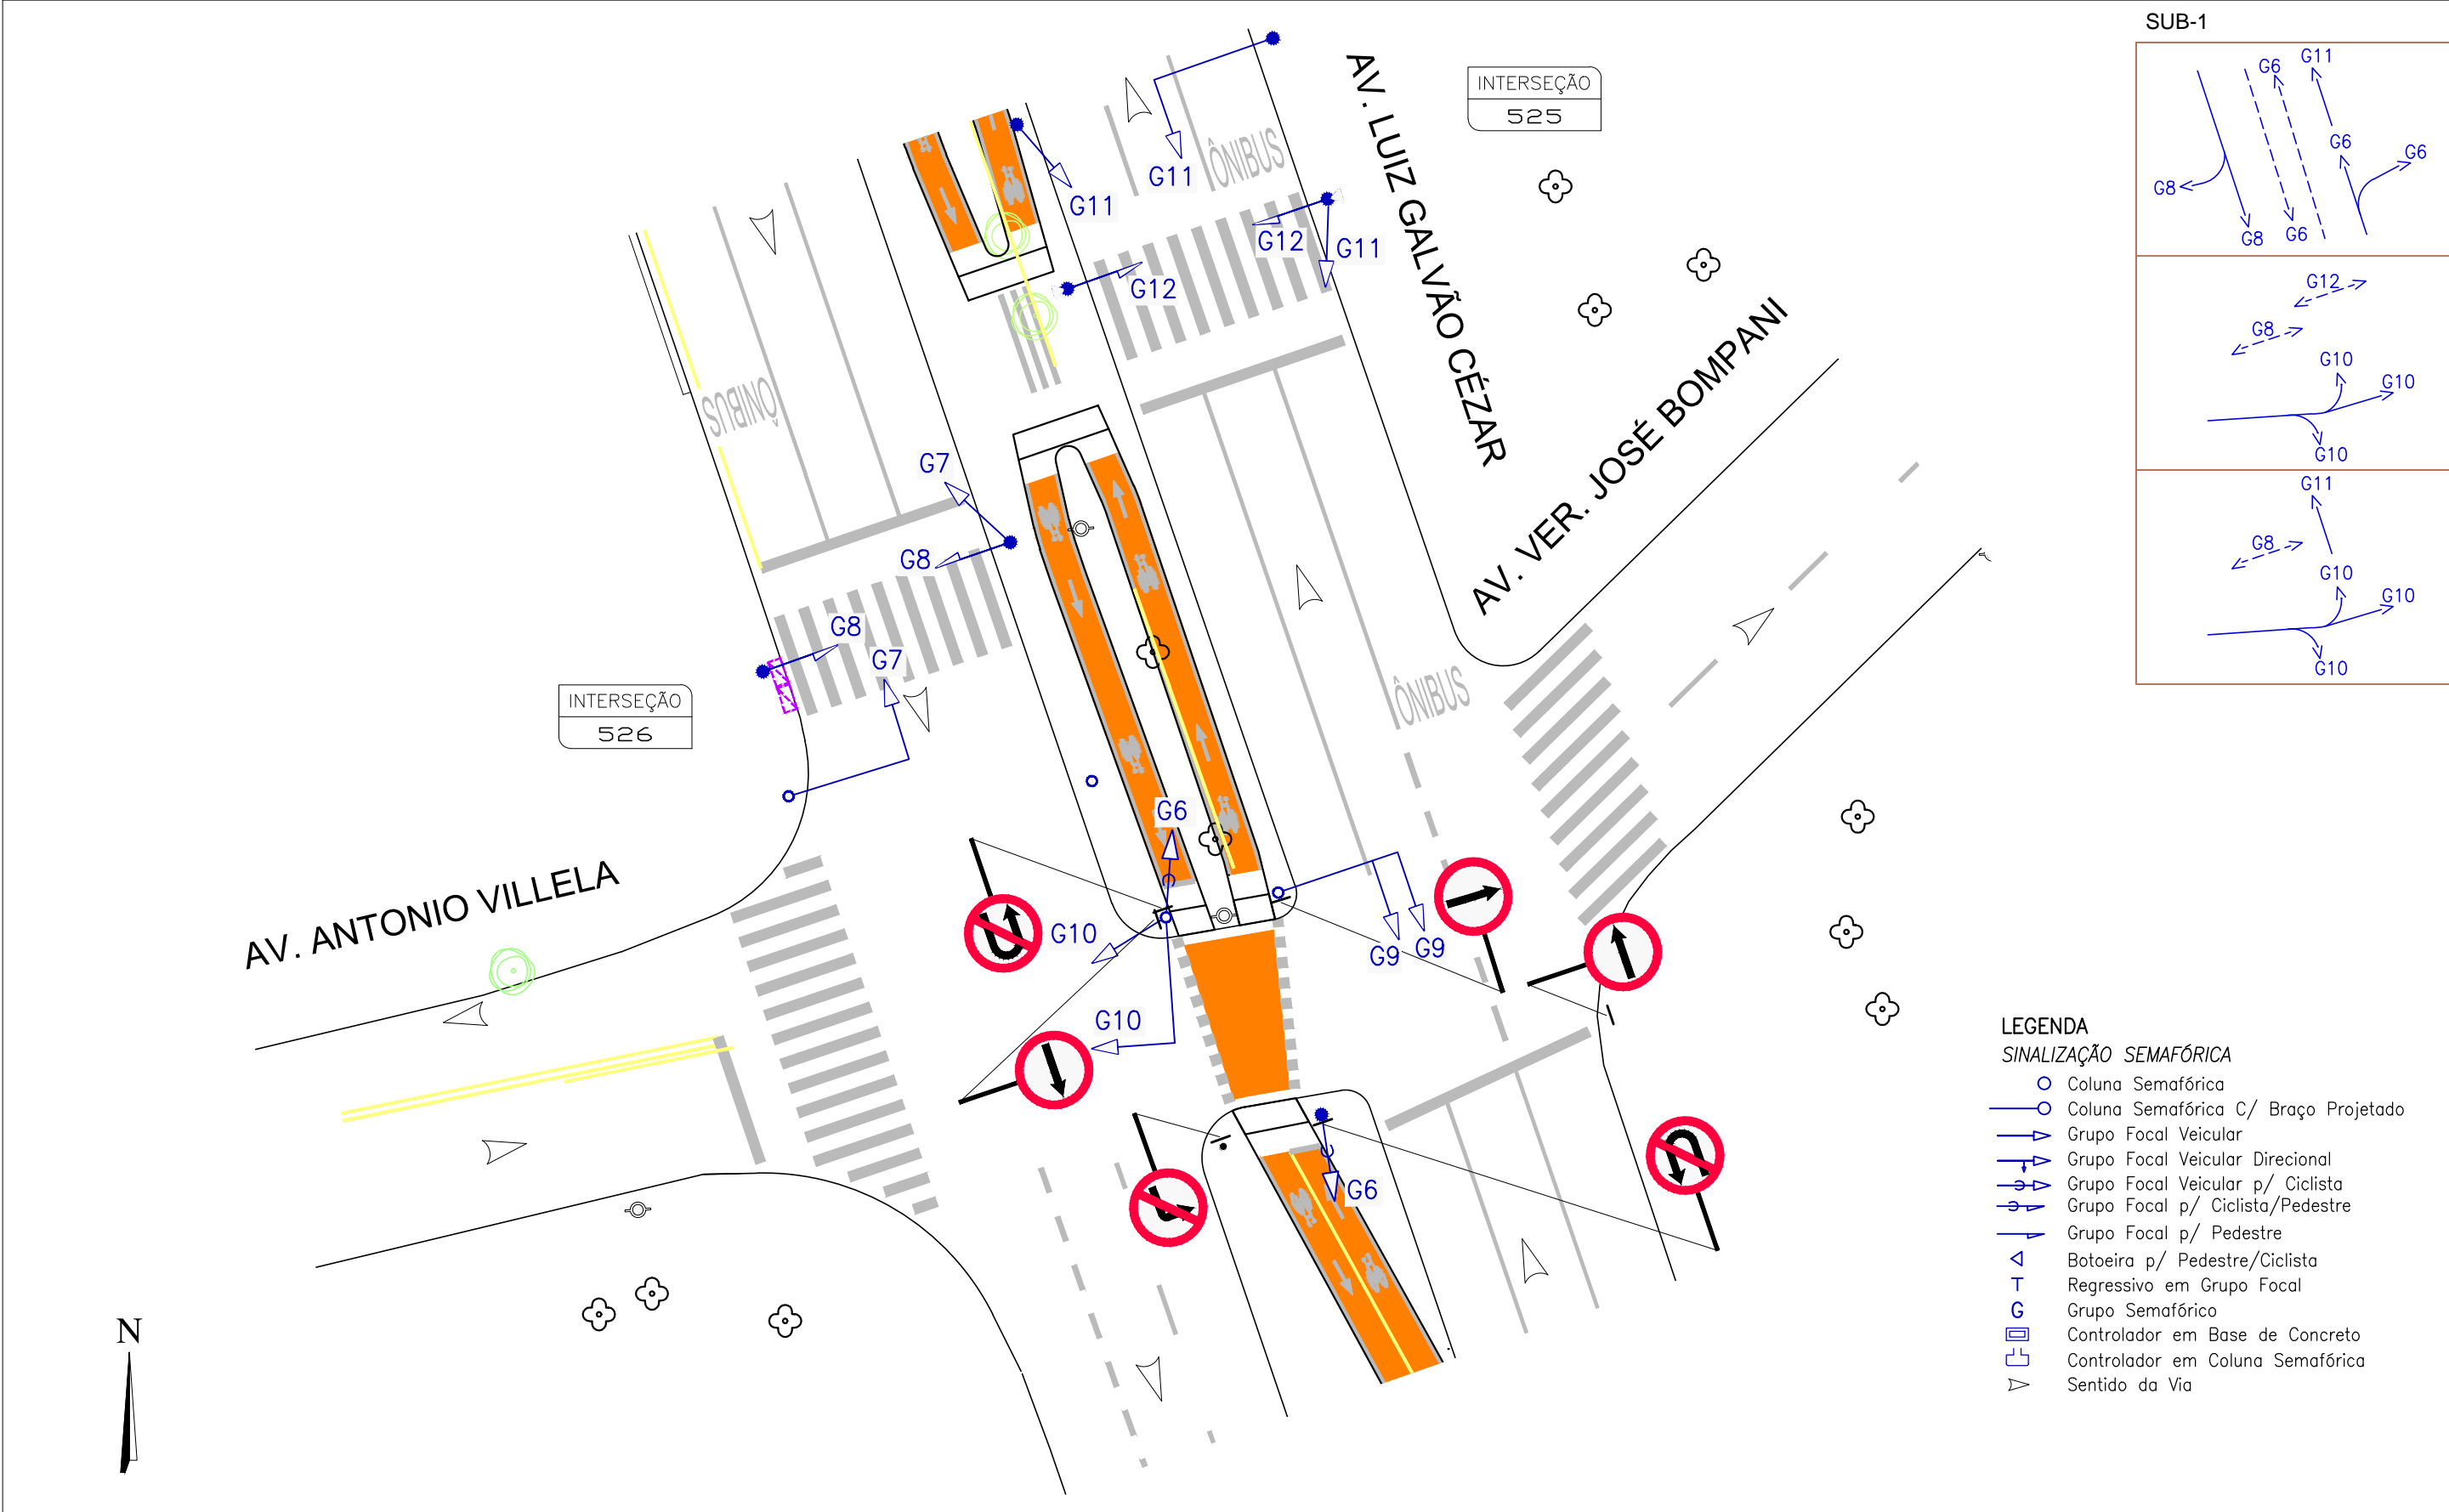 SUB-1
G6
G11
G6
G6
G8
G8
G6
G12
G8
G10
G10
G10
G11
G8
G10
G10
G10
INTERSEÇÃO
525
AV. LUIZ GALVÃO CÉZAR
ÔNIBUS
G11
G11
G12
G11
G12
AV. VER. JOSÉ BOMPANI
ÔNIBUS
G7
G8
G8
G7
ÔNIBUS
INTERSEÇÃO
526
G6
AV. ANTONIO VILLELA
G10
G9
G9
G10
G6
N
LEGENDA
SINALIZAÇÃO SEMAFÓRICA
Coluna Semafórica
Coluna Semafórica C/ Braço Projetado
Grupo Focal Veicular
Grupo Focal Veicular Direcional
Grupo Focal Veicular p/ Ciclista
Grupo Focal p/ Ciclista/Pedestre
Grupo Focal p/ Pedestre
Botoeira p/ Pedestre/Ciclista
T Regressivo em Grupo Focal
G Grupo Semafórico
Controlador em Base de Concreto
Controlador em Coluna Semafórica
Sentido da Via